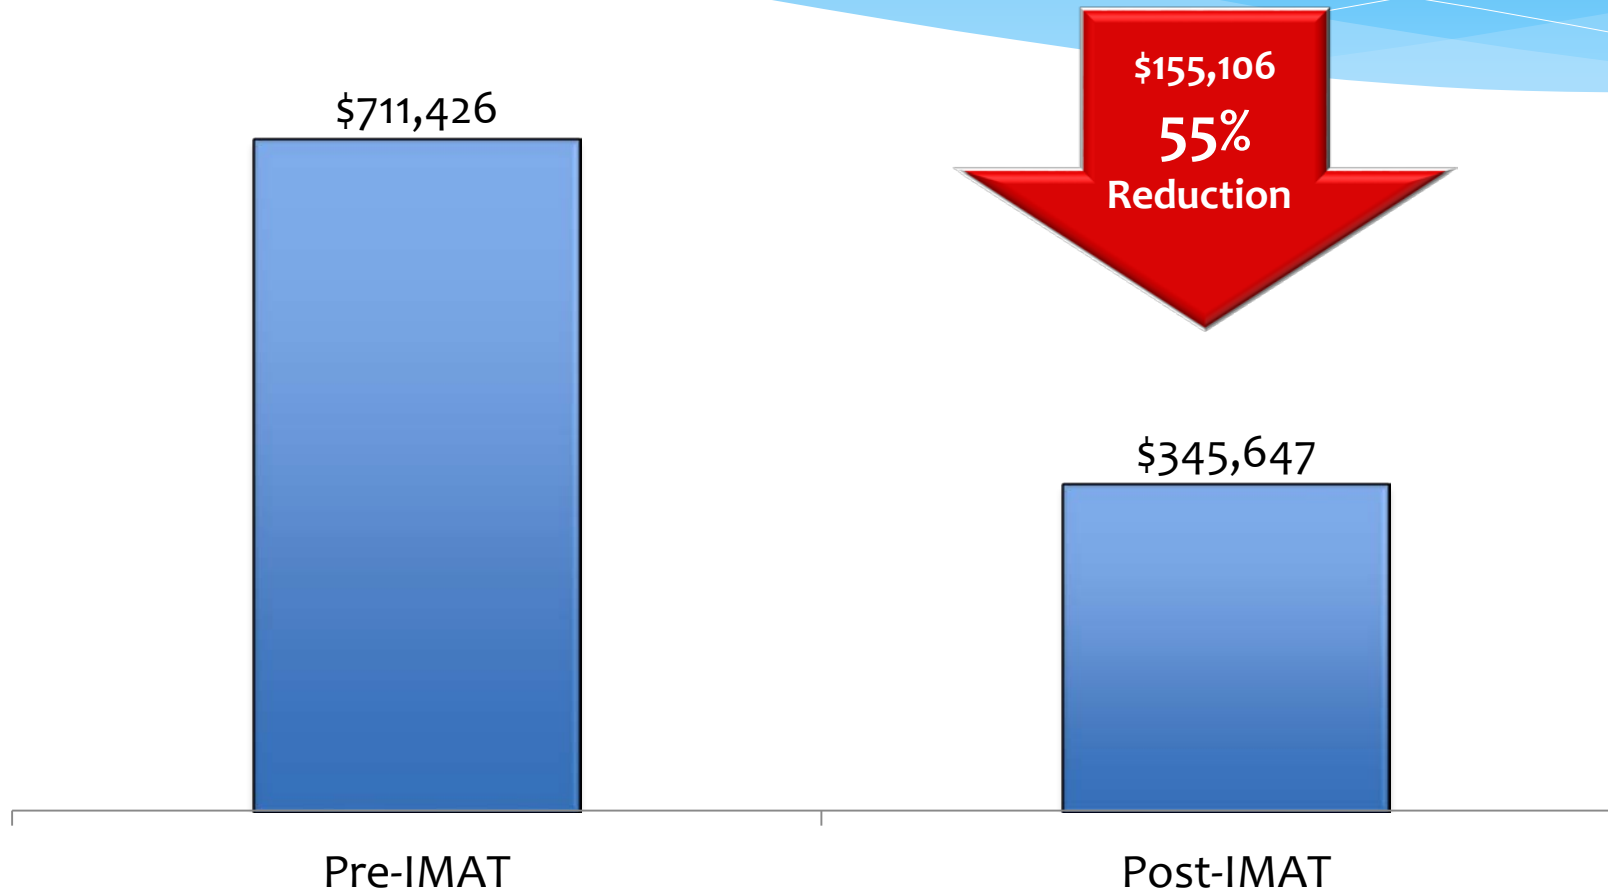 $155,106
55%
Reduction
$711,426
$345,647
Pre-IMAT
Post-IMAT